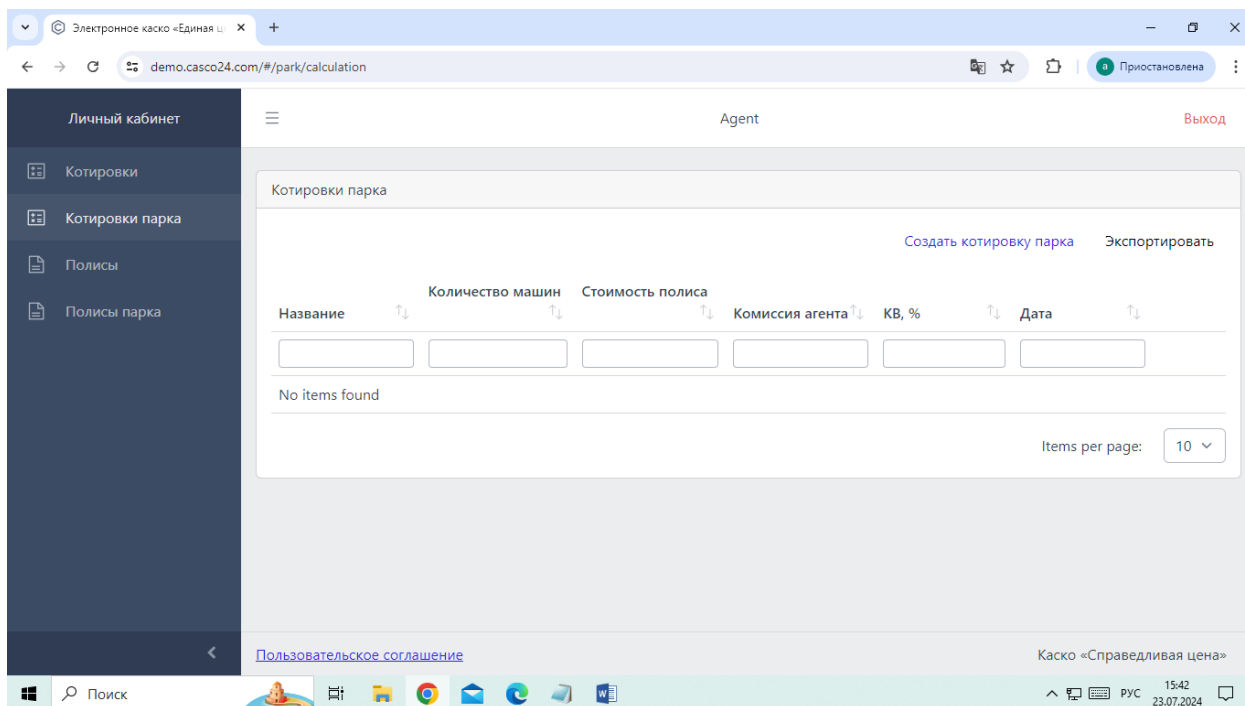 Электронное каско «Единая ц
demo.casco24.com/#/park/calculation
а
Приостановлена
Личный кабинет
Agent
Выход
Котировки
Котировки парка
Полисы
Полисы парка
Котировки парка
Создать котировку парка
Экспортировать
Название
Количество машин
Стоимость полиса
Комиссия агента
КВ, %
Дата
No items found
Items per page:
10
Пользовательское соглашение
Каско «Справедливая цена»
Поиск
РУС
15:42
23.07.2024